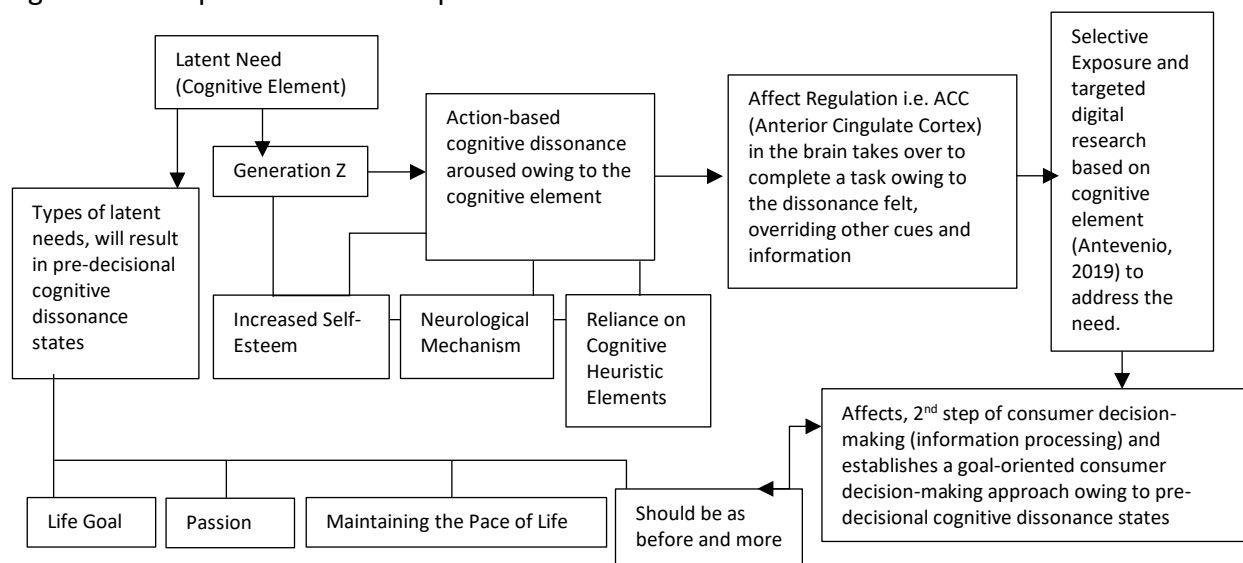 Latent Need
(Cognitive Element)
Generation Z
Types of latent
needs, will result
in pre-decisional
cognitive
dissonance
states
Action-based
cognitive dissonance
aroused owing to the
cognitive element
Affect Regulation i.e. ACC
(Anterior Cingulate Cortex)
in the brain takes over to
complete a task owing to
the dissonance felt,
overriding other cues and
information
Selective
Exposure and
targeted
digital
research
based on
cognitive
element
(Antevenio,
2019) to
address the
need.
Increased Self-
Esteem
Neurological
Mechanism
Reliance on
Cognitive
Heuristic
Elements
Affects, 2nd step of consumer decision-
making (information processing) and
establishes a goal-oriented consumer
decision-making approach owing to pre-
decisional cognitive dissonance states
Life Goal
Passion
Maintaining the Pace of Life
Should be as
before and more